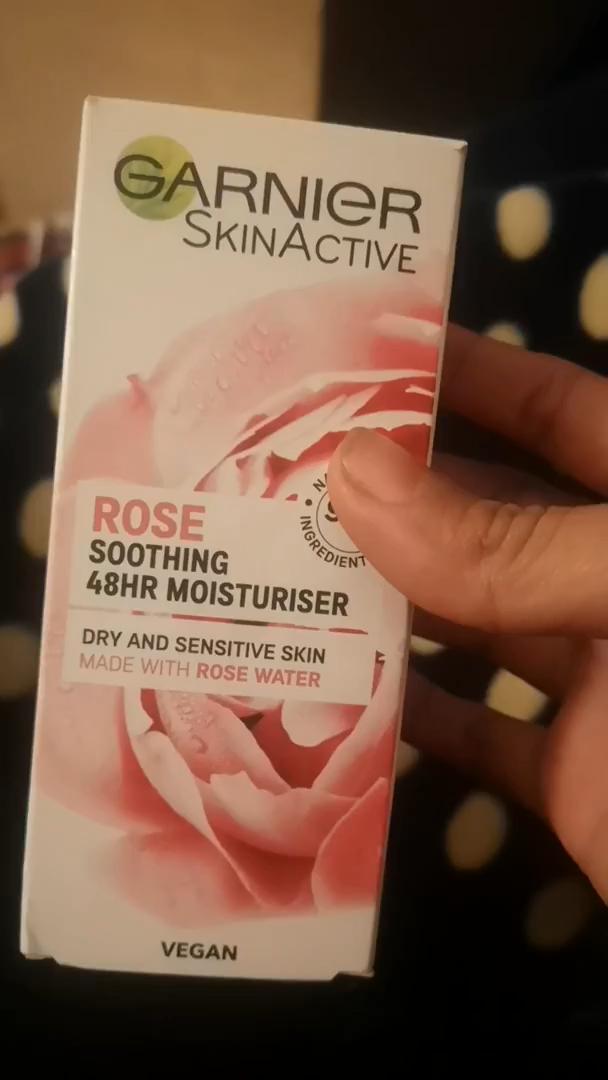 GARNIER
SKINACTIVE
ROSE
SOOTHING
48HR MOISTURISER
INGREDIENT
DRY AND SENSITIVE SKIN
MADE WITH ROSE WATER
VEGAN